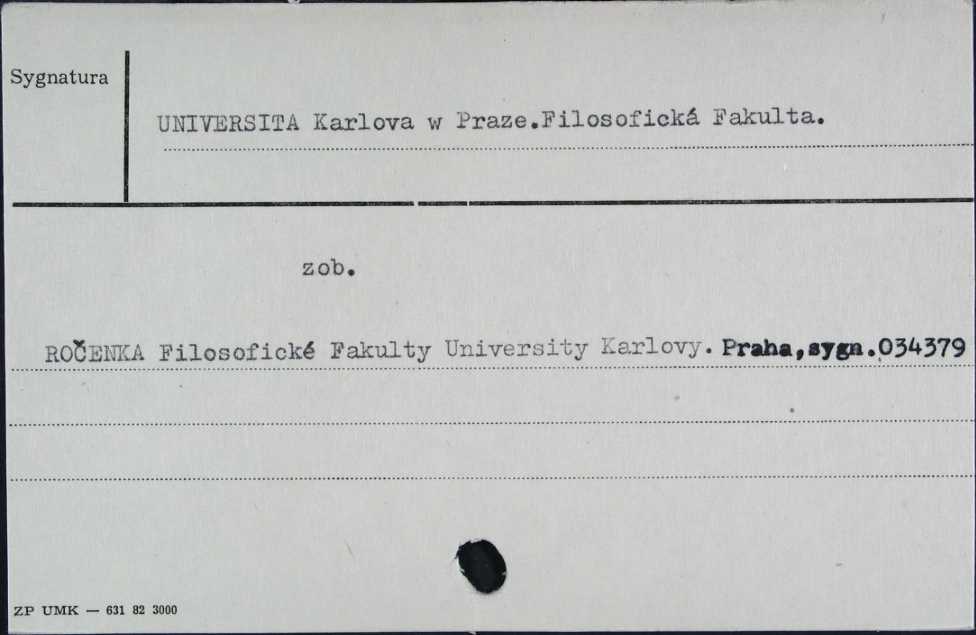 Sygnatura
UNIVERSITA Karlova w Praze.Filosofická Fakulta.
zob.
ROČENKA Filosofické Fakulty University Karlovy. Praha,sygn.034379
ZP UMK — 631 82 3000